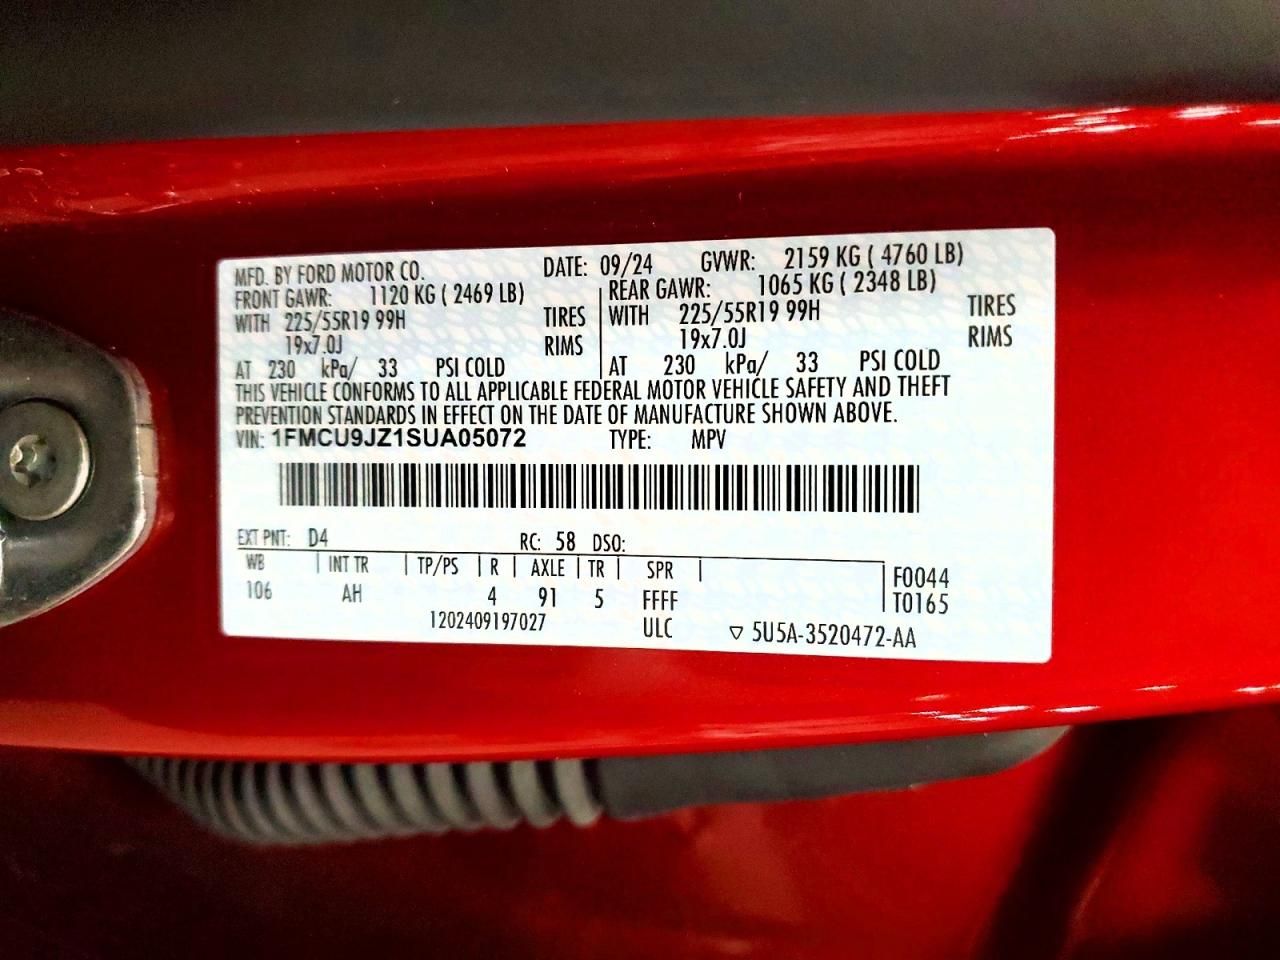 MFD. BY FORD MOTOR CO. DATE: 09/24 GVWR: 2159 KG ( 4760 LB)
FRONT GAWR: 1120 KG ( 2469 LB) REAR GAWR: 1065 KG ( 2348 LB)
WITH 225/55R19 99H TIRES WITH 225/55R19 99H TIRES
19x7.0J RIMS 19x7.0J RIMS
AT 230 kPa/ 33 PSI COLD AT 230 kPa/ 33 PSI COLD
THIS VEHICLE CONFORMS TO ALL APPLICABLE FEDERAL MOTOR VEHICLE SAFETY AND THEFT
PREVENTION STANDARDS IN EFFECT ON THE DATE OF MANUFACTURE SHOWN ABOVE.
VIN: 1FMCU9JZ1SUA05072 TYPE: MPV
EXT PNT: D4 RC: 58 DSO:
WB INT TR TP/PS R AXLE TR SPR F0044
106 AH 4 91 5 FFFF T0165
1202409197027 ULC ▽ 5U5A-3520472-AA